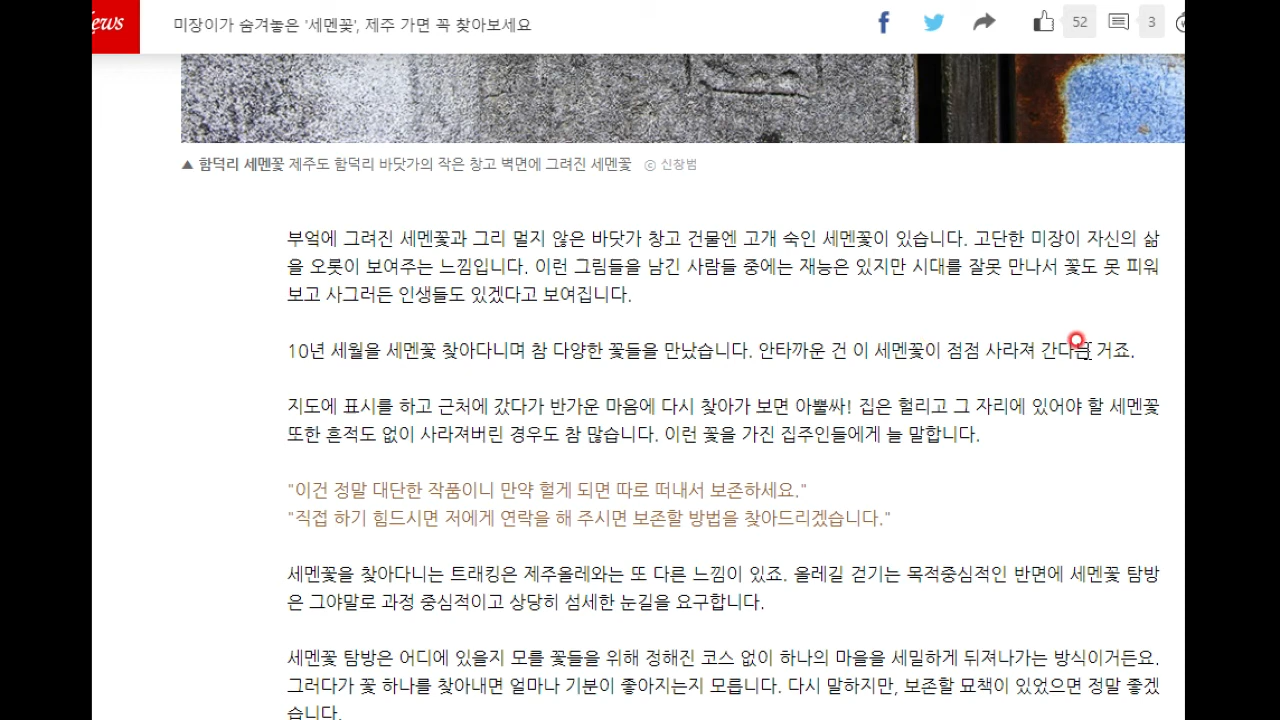 ews
미장이가 숨겨놓은 '세멘꽃', 제주 가면 꼭 찾아보세요
52
3
▲ 함덕리 세멘꽃 제주도 함덕리 바닷가의 작은 창고 벽면에 그려진 세멘꽃 ⓒ 신창범
부엌에 그려진 세멘꽃과 그리 멀지 않은 바닷가 창고 건물엔 고개 숙인 세멘꽃이 있습니다. 고단한 미장이 자신의 삶
을 오롯이 보여주는 느낌입니다. 이런 그림들을 남긴 사람들 중에는 재능은 있지만 시대를 잘못 만나서 꽃도 못 피워
보고 사그러든 인생들도 있겠다고 보여집니다.
10년 세월을 세멘꽃 찾아다니며 참 다양한 꽃들을 만났습니다. 안타까운 건 이 세멘꽃이 점점 사라져 간다는 거죠.
지도에 표시를 하고 근처에 갔다가 반가운 마음에 다시 찾아가 보면 아뿔싸! 집은 헐리고 그 자리에 있어야 할 세멘꽃
또한 흔적도 없이 사라져버린 경우도 참 많습니다. 이런 꽃을 가진 집주인들에게 늘 말합니다.
"이건 정말 대단한 작품이니 만약 헐게 되면 따로 떠내서 보존하세요."
"직접 하기 힘드시면 저에게 연락을 해 주시면 보존할 방법을 찾아드리겠습니다."
세멘꽃을 찾아다니는 트래킹은 제주올레와는 또 다른 느낌이 있죠. 올레길 걷기는 목적중심적인 반면에 세멘꽃 탐방
은 그야말로 과정 중심적이고 상당히 섬세한 눈길을 요구합니다.
세멘꽃 탐방은 어디에 있을지 모를 꽃들을 위해 정해진 코스 없이 하나의 마을을 세밀하게 뒤져나가는 방식이거든요.
그러다가 꽃 하나를 찾아내면 얼마나 기분이 좋아지는지 모릅니다. 다시 말하지만, 보존할 묘책이 있었으면 정말 좋겠
습니다.